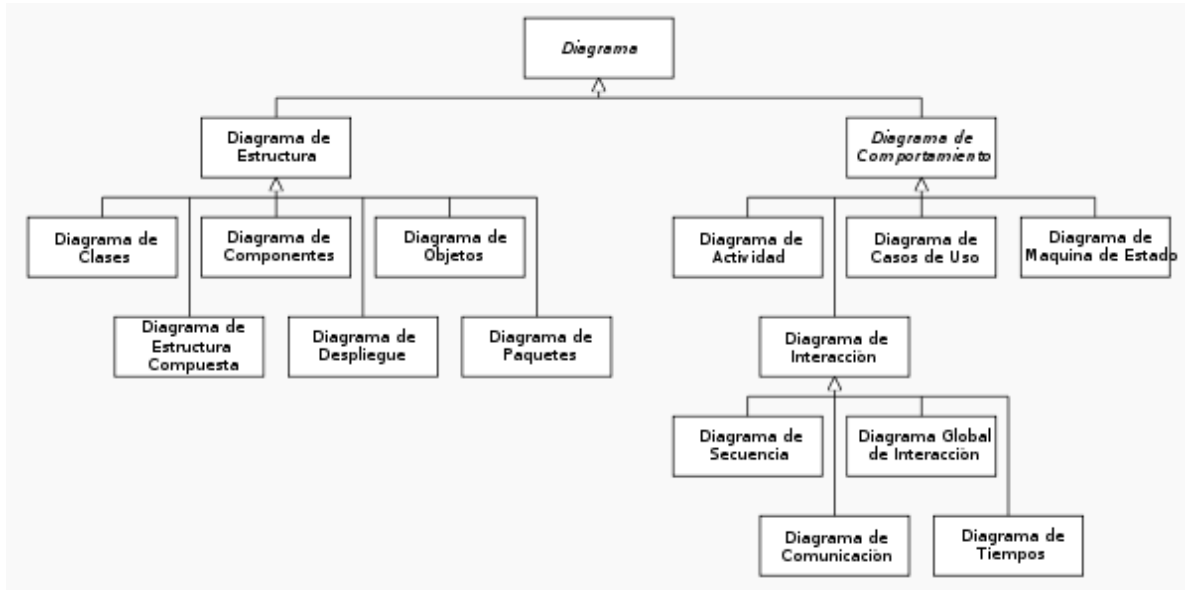 Diagrama
Diagrama de
Estructura
Diagrama de
Comportamiento
Diagrama de
Clases
Diagrama de
Componentes
Diagrama de
Objetos
Diagrama de
Actividad
Diagrama de
Casos de Uso
Diagrama de
Maquina de Estado
Diagrama de
Estructura
Compuesta
Diagrama de
Despliegue
Diagrama de
Paquetes
Diagrama de
Interacción
Diagrama de
Secuencia
Diagrama Global
de Interacción
Diagrama de
Comunicación
Diagrama de
Tiempos